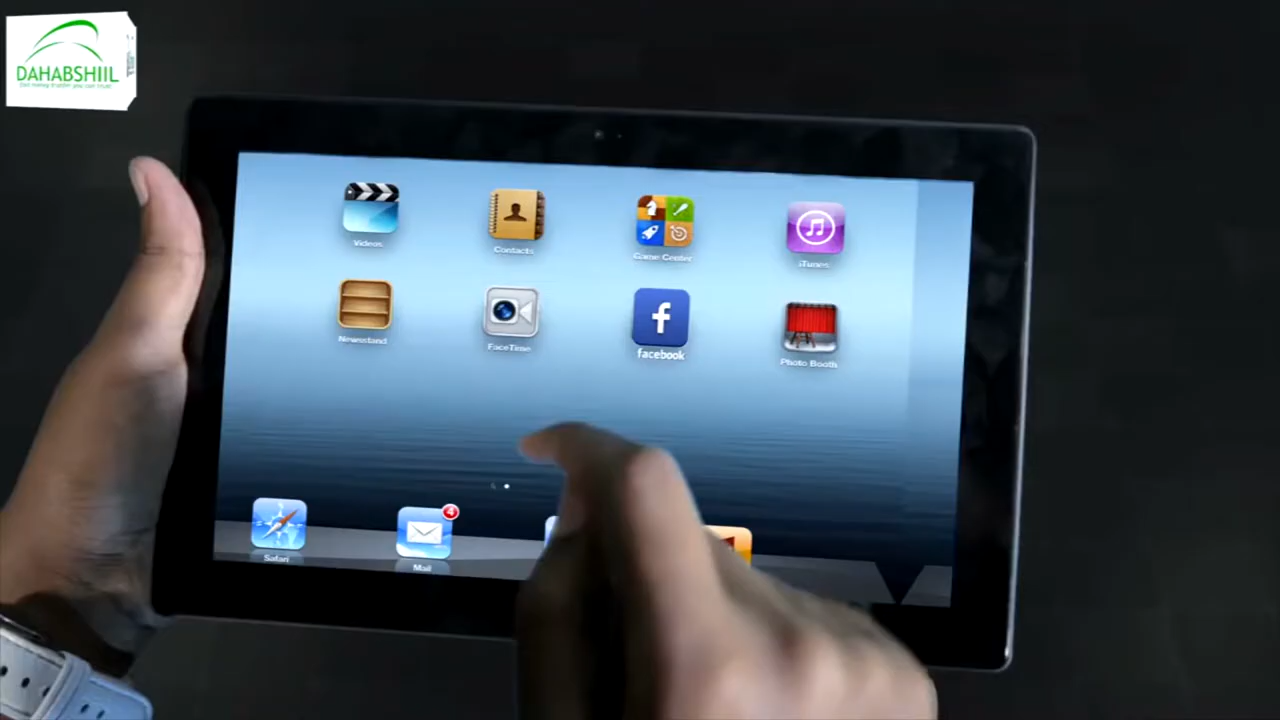 DAHABSHIIL
Videos
Contacts
Game Center
iTunes
Newsstand
FaceTime
f
facebook
Photo Booth
4
Safari
Mail